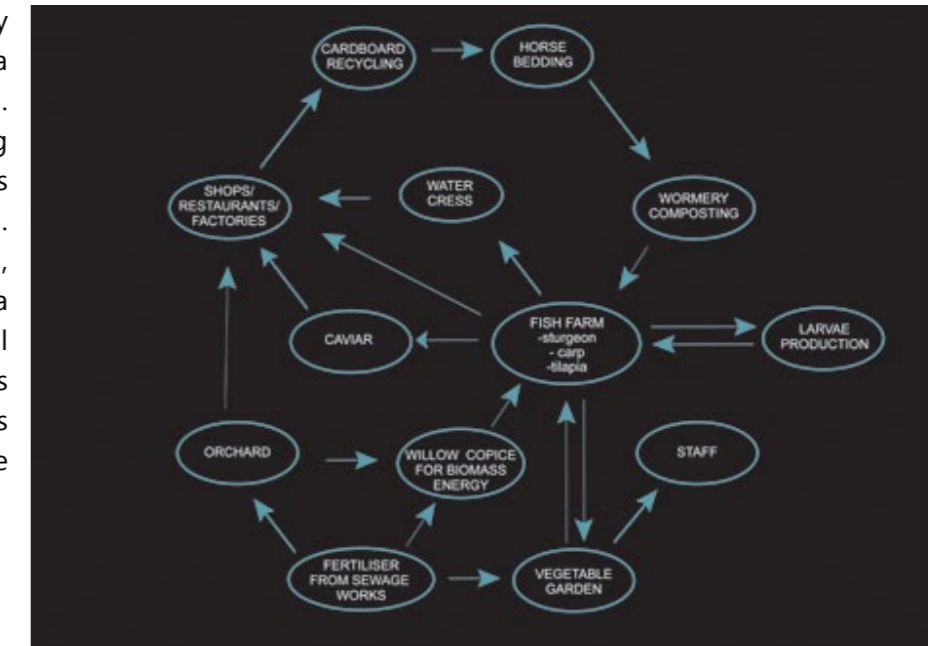 y
a
.
g
s
.
,
a
l
s
s
e
CARDBOARD
RECYCLING
HORSE
BEDDING
SHOPS/
RESTAURANTS/
FACTORIES
WATER
CRESS
WORMERY
COMPOSTING
CAVIAR
FISH FARM
-sturgeon
- carp
-tilapia
LARVAE
PRODUCTION
ORCHARD
WILLOW COPICE
FOR BIOMASS
ENERGY
STAFF
FERTILISER
FROM SEWAGE
WORKS
VEGETABLE
GARDEN